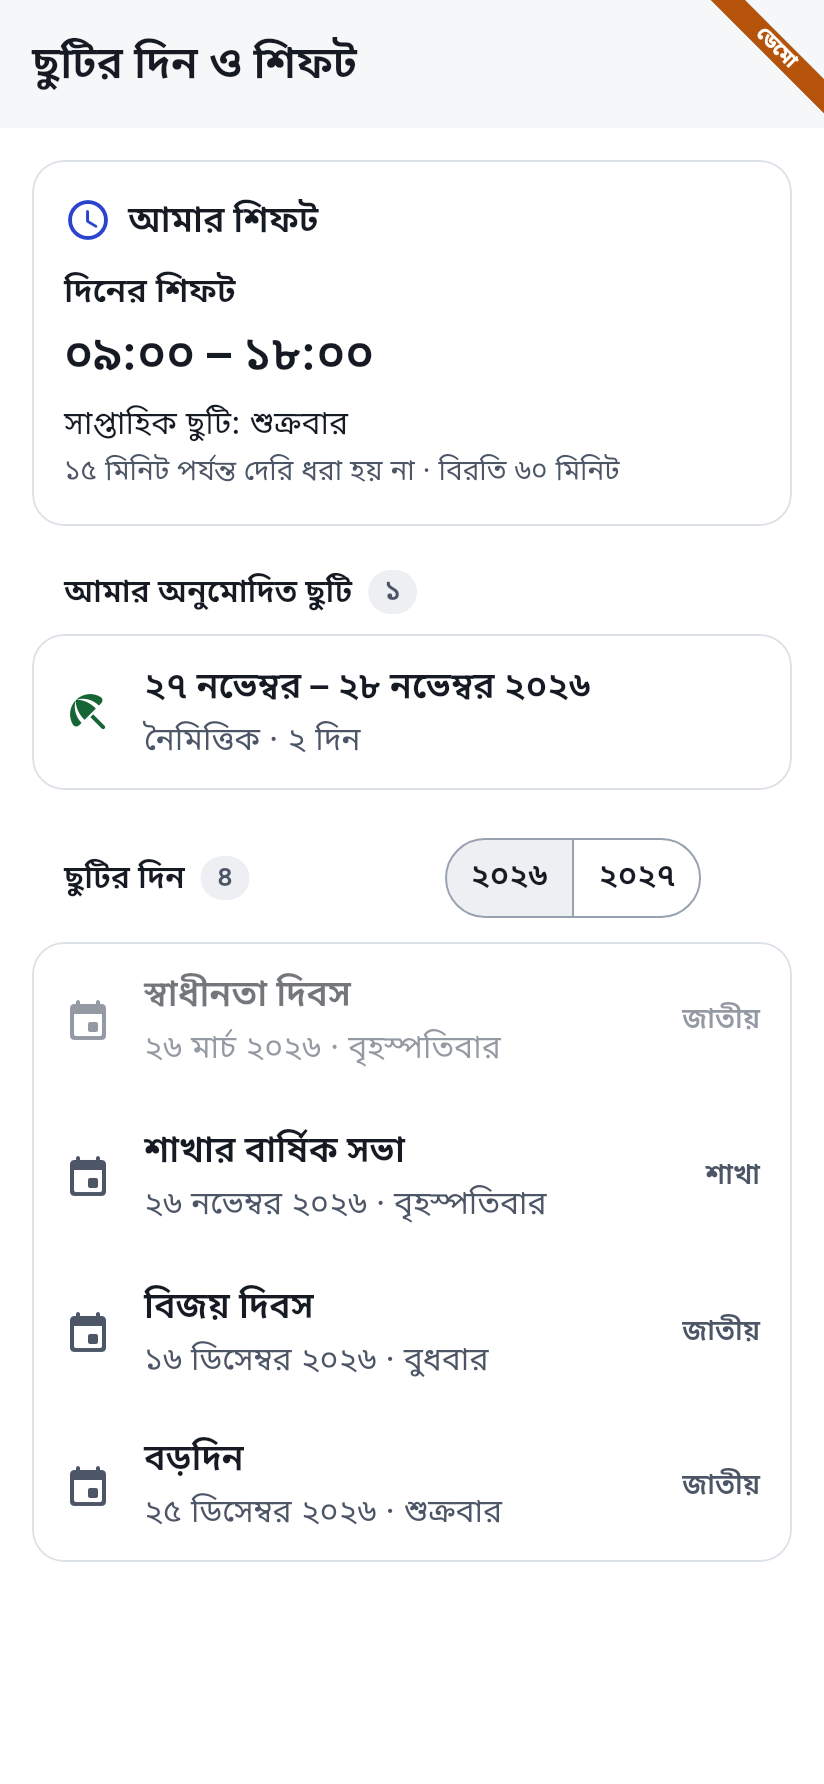 ছুটির দিন ও শিফট
ডেমো
আমার শিফট
দিনের শিফট
০৯:০০ – ১৮:০০
সাপ্তাহিক ছুটি: শুক্রবার
১৫ মিনিট পর্যন্ত দেরি ধরা হয় না · বিরতি ৬০ মিনিট
আমার অনুমোদিত ছুটি ১
২৭ নভেম্বর – ২৮ নভেম্বর ২০২৬
নৈমিত্তিক · ২ দিন
ছুটির দিন ৪ ২০২৬ ২০২৭
স্বাধীনতা দিবস
২৬ মার্চ ২০২৬ · বৃহস্পতিবার
জাতীয়
শাখার বার্ষিক সভা
২৬ নভেম্বর ২০২৬ · বৃহস্পতিবার
শাখা
বিজয় দিবস
১৬ ডিসেম্বর ২০২৬ · বুধবার
জাতীয়
বড়দিন
২৫ ডিসেম্বর ২০২৬ · শুক্রবার
জাতীয়